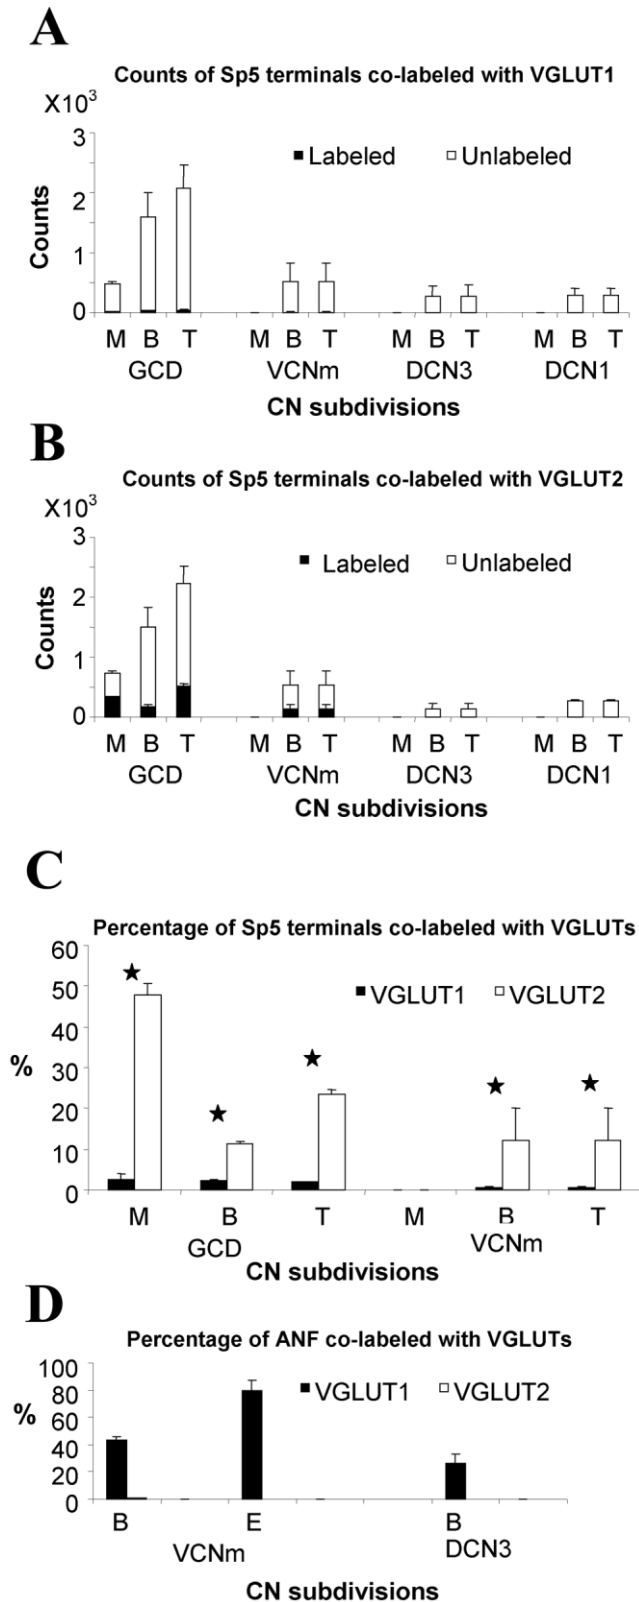 A
Counts of Sp5 terminals co-labeled with VGLUT1
X10³
3
2
1
0
Counts
Labeled Unlabeled
M B T M B T M B T M B T
GCD VCNm DCN3 DCN1
CN subdivisions
B
Counts of Sp5 terminals co-labeled with VGLUT2
X10³
3
2
1
0
Counts
Labeled Unlabeled
M B T M B T M B T M B T
GCD VCNm DCN3 DCN1
CN subdivisions
C
Percentage of Sp5 terminals co-labeled with VGLUTs
60
50
40
30
20
10
0
%
VGLUT1 VGLUT2
M B T M B T
GCD VCNm
CN subdivisions
D
Percentage of ANF co-labeled with VGLUTs
100
80
60
40
20
0
%
VGLUT1 VGLUT2
B E B
VCNm DCN3
CN subdivisions